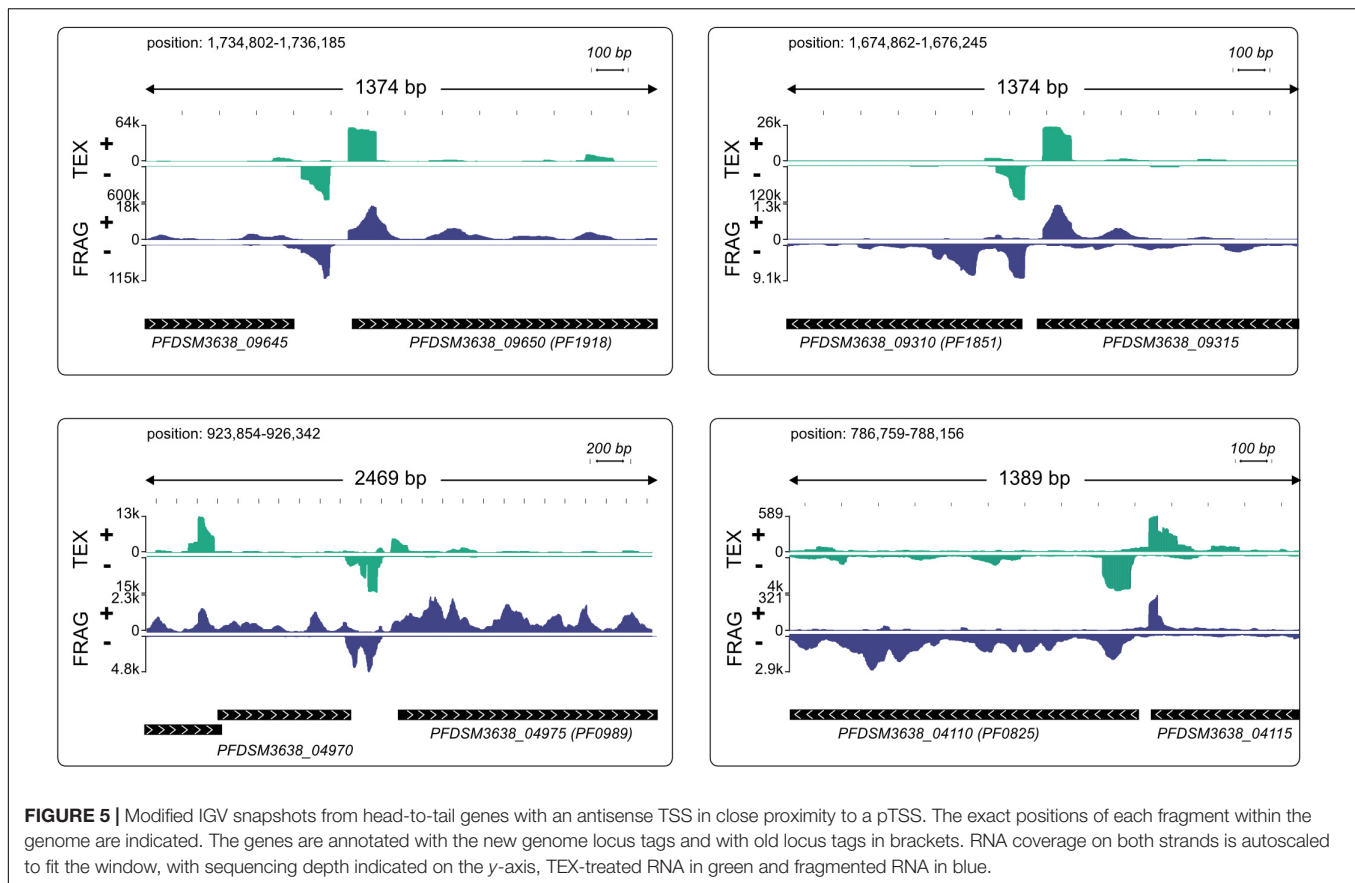 position: 1,734,802-1,736,185
100 bp
1374 bp
64k
TEX
+
0
-
600k
18k
FRAG
+
0
-
115k
PFDSM3638_09645
PFDSM3638_09650 (PF1918)
position: 1,674,862-1,676,245
100 bp
1374 bp
26k
TEX
+
0
-
120k
1.3k
FRAG
+
0
-
9.1k
PFDSM3638_09310 (PF1851)
PFDSM3638_09315
position: 923,854-926,342
200 bp
2469 bp
13k
TEX
+
0
-
15k
2.3k
FRAG
+
0
-
4.8k
PFDSM3638_04970
PFDSM3638_04975 (PF0989)
position: 786,759-788,156
100 bp
1389 bp
589
TEX
+
0
-
4k
321
FRAG
+
0
-
2.9k
PFDSM3638_04110 (PF0825)
PFDSM3638_04115
FIGURE 5 | Modified IGV snapshots from head-to-tail genes with an antisense TSS in close proximity to a pTSS. The exact positions of each fragment within the
genome are indicated. The genes are annotated with the new genome locus tags and with old locus tags in brackets. RNA coverage on both strands is autoscaled
to fit the window, with sequencing depth indicated on the y-axis, TEX-treated RNA in green and fragmented RNA in blue.